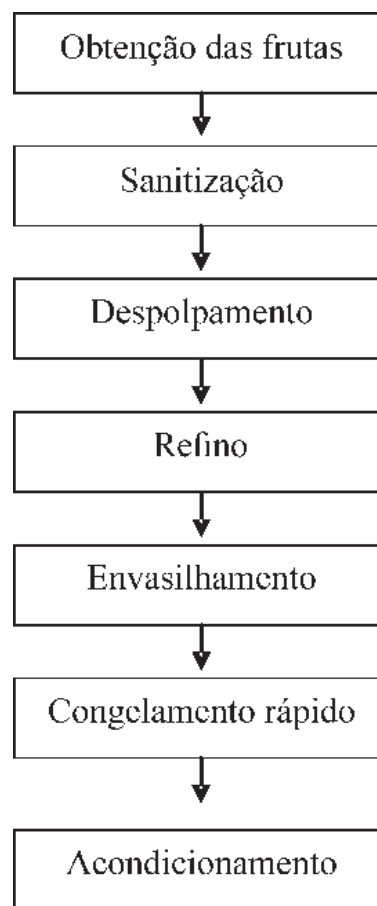 Obtenção das frutas
Sanitização
Despolpamento
Refino
Envasilhamento
Congelamento rápido
Acondicionamento